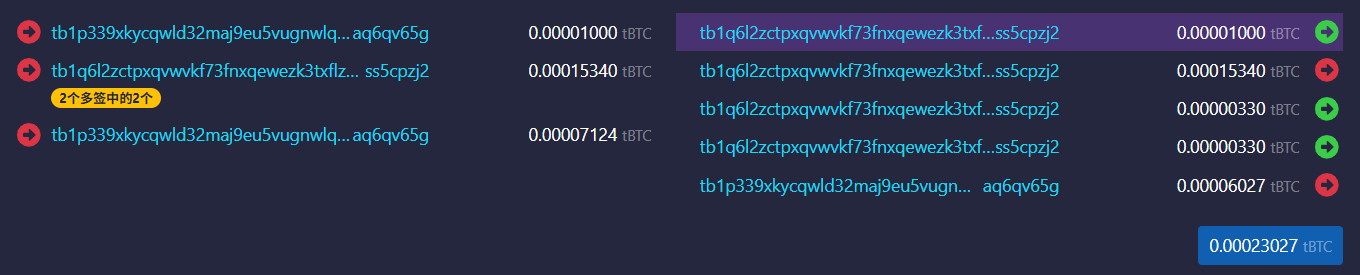 tb1p339xkycqwld32maj9eu5vugnwlq...aq6qv65g 0.00001000 tBTC
tb1q6l2zctpxqvwvkf73fnxqewezk3txflz... ss5cpzj2 0.00015340 tBTC
2个多签中的2个
tb1p339xkycqwld32maj9eu5vugnwlq...aq6qv65g 0.00007124 tBTC
tb1q6l2zctpxqvwvkf73fnxqewezk3txf...ss5cpzj2 0.00001000 tBTC
tb1q6l2zctpxqvwvkf73fnxqewezk3txf...ss5cpzj2 0.00015340 tBTC
tb1q6l2zctpxqvwvkf73fnxqewezk3txf...ss5cpzj2 0.00000330 tBTC
tb1q6l2zctpxqvwvkf73fnxqewezk3txf...ss5cpzj2 0.00000330 tBTC
tb1p339xkycqwld32maj9eu5vugn... aq6qv65g 0.00006027 tBTC
0.00023027 tBTC